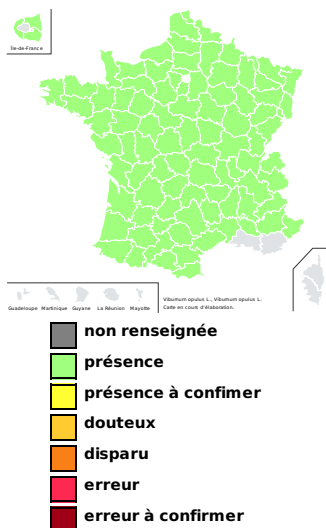 Île-de-France
Guadeloupe Martinique Guyane La Réunion Mayotte
Viburnum opulus L., Viburnum opulus L.
Carte en cours d'élaboration.
non renseignée
présence
présence à confimer
douteux
disparu
erreur
erreur à confirmer